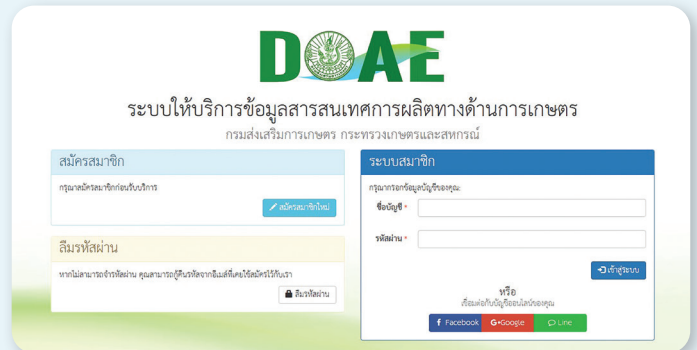 DOAE
ระบบให้บริการข้อมูลสารสนเทศการผลิตทางด้านการเกษตร
กรมส่งเสริมการเกษตร กระทรวงเกษตรและสหกรณ์
สมัครสมาชิก
กรุณาสมัครสมาชิกก่อนรับบริการ
สมัครสมาชิกใหม่
ลืมรหัสผ่าน
หากไม่สามารถจำรหัสผ่าน คุณสามารถกู้คืนรหัสจากอีเมล์ที่เคยใช้สมัครไว้กับเรา
ลืมรหัสผ่าน
ระบบสมาชิก
กรุณากรอกข้อมูลบัญชีของคุณ:
ชื่อบัญชี *
รหัสผ่าน *
เข้าสู่ระบบ
หรือ
เชื่อมต่อกับบัญชีออนไลน์ของคุณ
Facebook G+Google Line